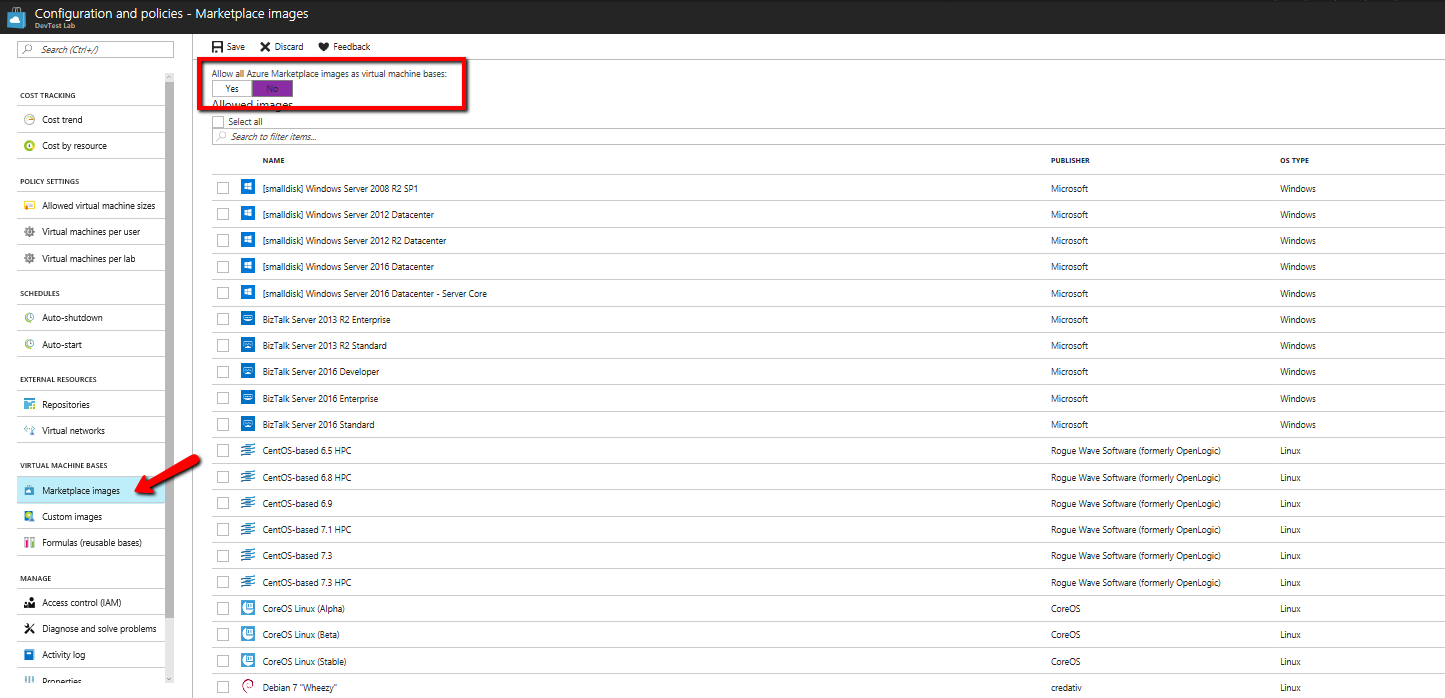 Configuration and policies - Marketplace images
DevTest Lab
Search (Ctrl+/)
COST TRACKING
Cost trend
Cost by resource
POLICY SETTINGS
Allowed virtual machine sizes
Virtual machines per user
Virtual machines per lab
SCHEDULES
Auto-shutdown
Auto-start
EXTERNAL RESOURCES
Repositories
Virtual networks
VIRTUAL MACHINE BASES
Marketplace images
Custom images
Formulas (reusable bases)
MANAGE
Access control (IAM)
Diagnose and solve problems
Activity log
Properties
Save Discard Feedback
Allow all Azure Marketplace images as virtual machine bases:
Yes No
Allowed images
Select all
Search to filter items...
NAME PUBLISHER OS TYPE
[smalldisk] Windows Server 2008 R2 SP1 Microsoft Windows
[smalldisk] Windows Server 2012 Datacenter Microsoft Windows
[smalldisk] Windows Server 2012 R2 Datacenter Microsoft Windows
[smalldisk] Windows Server 2016 Datacenter Microsoft Windows
[smalldisk] Windows Server 2016 Datacenter - Server Core Microsoft Windows
BizTalk Server 2013 R2 Enterprise Microsoft Windows
BizTalk Server 2013 R2 Standard Microsoft Windows
BizTalk Server 2016 Developer Microsoft Windows
BizTalk Server 2016 Enterprise Microsoft Windows
BizTalk Server 2016 Standard Microsoft Windows
CentOS-based 6.5 HPC Rogue Wave Software (formerly OpenLogic) Linux
CentOS-based 6.8 HPC Rogue Wave Software (formerly OpenLogic) Linux
CentOS-based 6.9 Rogue Wave Software (formerly OpenLogic) Linux
CentOS-based 7.1 HPC Rogue Wave Software (formerly OpenLogic) Linux
CentOS-based 7.3 Rogue Wave Software (formerly OpenLogic) Linux
CentOS-based 7.3 HPC Rogue Wave Software (formerly OpenLogic) Linux
CoreOS Linux (Alpha) CoreOS Linux
CoreOS Linux (Beta) CoreOS Linux
CoreOS Linux (Stable) CoreOS Linux
Debian 7 "Wheezy" credativ Linux